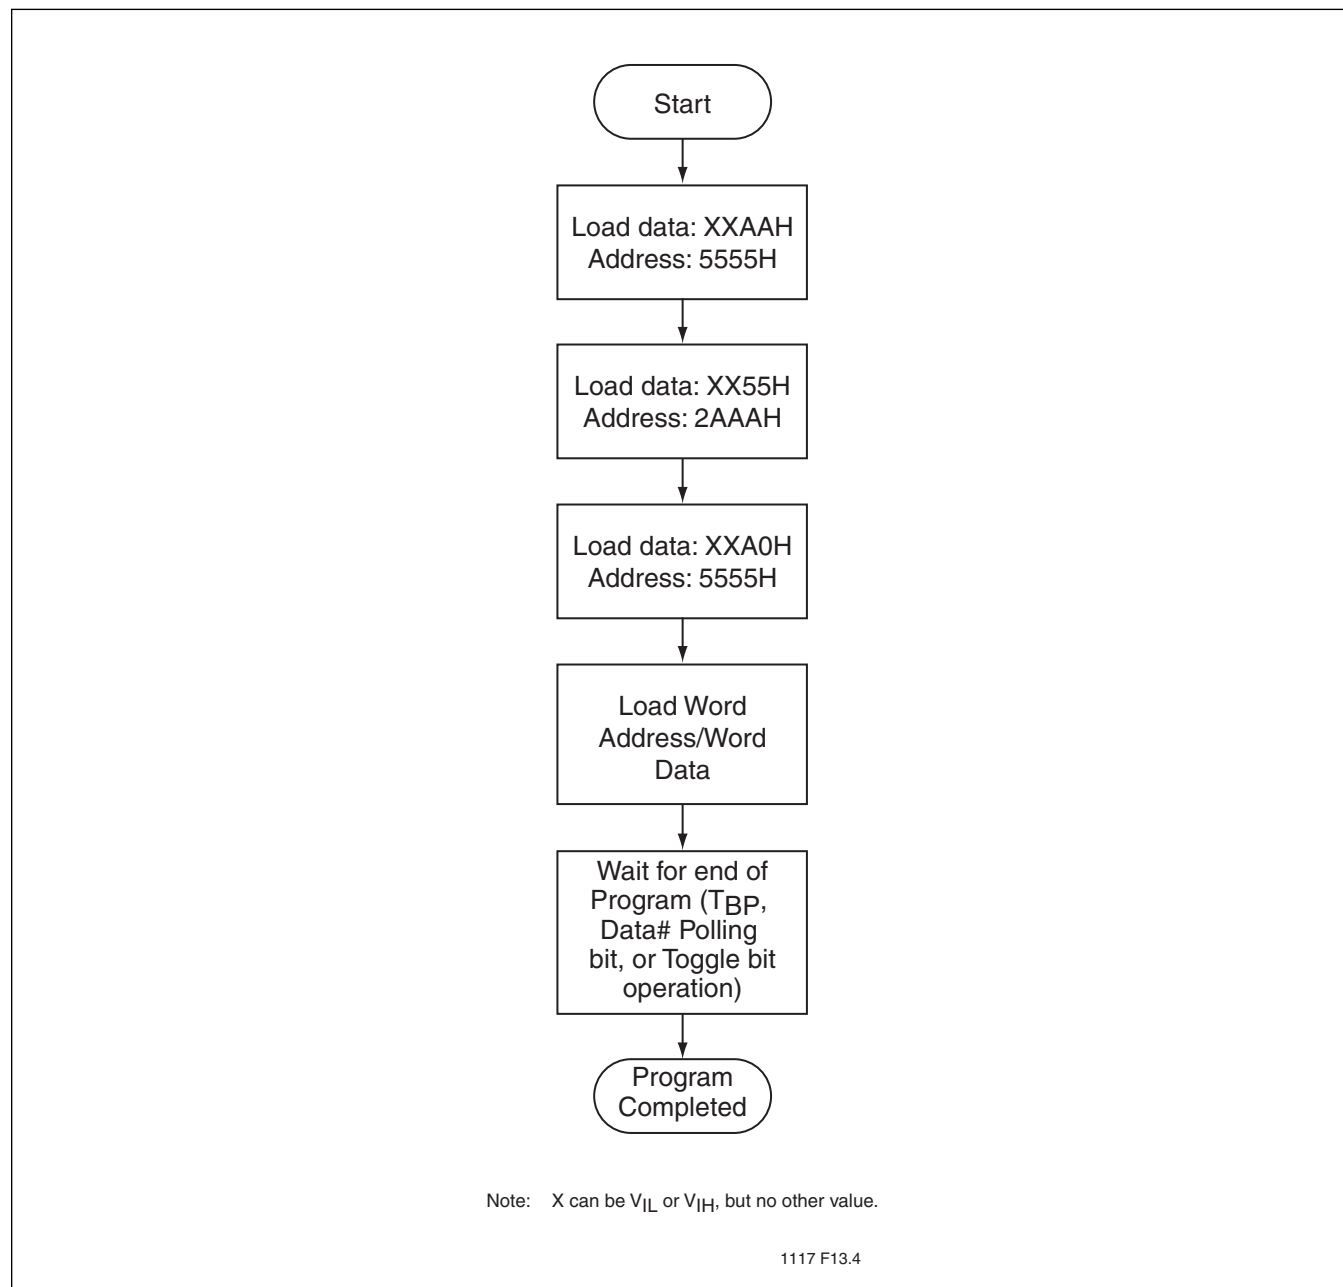 Start
Load data: XXAAH
Address: 5555H
Load data: XX55H
Address: 2AAAH
Load data: XXA0H
Address: 5555H
Load Word
Address/Word
Data
Wait for end of
Program (TBP,
Data# Polling
bit, or Toggle bit
operation)
Program
Completed
Note: X can be VIL or VIH, but no other value.
1117 F13.4